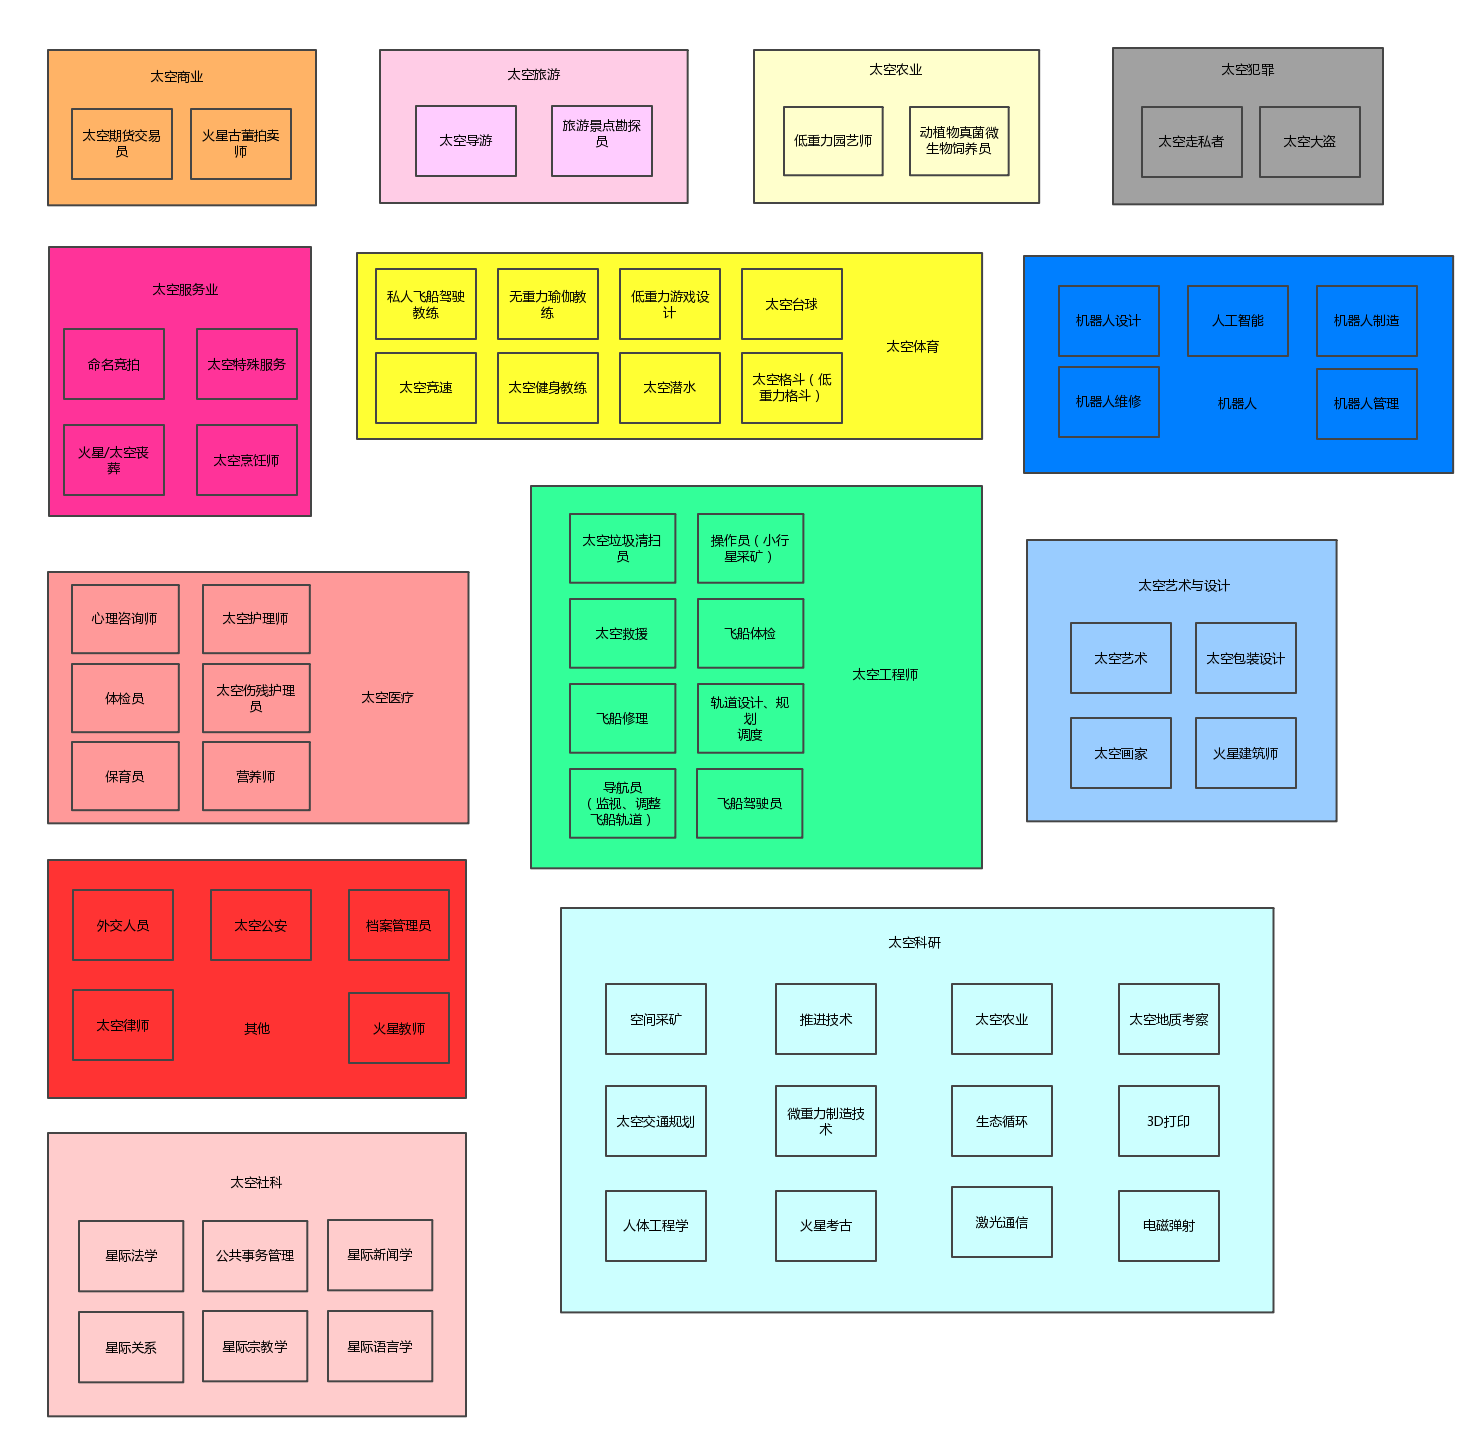 太空商业
太空期货交易
员
火星古董拍卖
师
太空旅游
太空导游
旅游景点勘探
员
太空农业
低重力园艺师
动植物真菌微
生物饲养员
太空犯罪
太空走私者
太空大盗
太空服务业
命名竞拍
太空特殊服务
火星/太空丧
葬
太空烹饪师
私人飞船驾驶
教练
无重力瑜伽教
练
低重力游戏设
计
太空台球
太空体育
太空竞速
太空健身教练
太空潜水
太空格斗（低
重力格斗）
机器人设计
人工智能
机器人制造
机器人维修
机器人
机器人管理
太空垃圾清扫
员
操作员（小行
星采矿）
太空救援
飞船体检
太空工程师
飞船修理
轨道设计、规
划
调度
导航员
（监视、调整
飞船轨道）
飞船驾驶员
太空艺术与设计
太空艺术
太空包装设计
太空画家
火星建筑师
心理咨询师
太空护理师
体检员
太空伤残护理
员
太空医疗
保育员
营养师
外交人员
太空公安
档案管理员
太空律师
其他
火星教师
太空科研
空间采矿
推进技术
太空农业
太空地质考察
太空交通规划
微重力制造技
术
生态循环
3D打印
人体工程学
火星考古
激光通信
电磁弹射
太空社科
星际法学
公共事务管理
星际新闻学
星际关系
星际宗教学
星际语言学